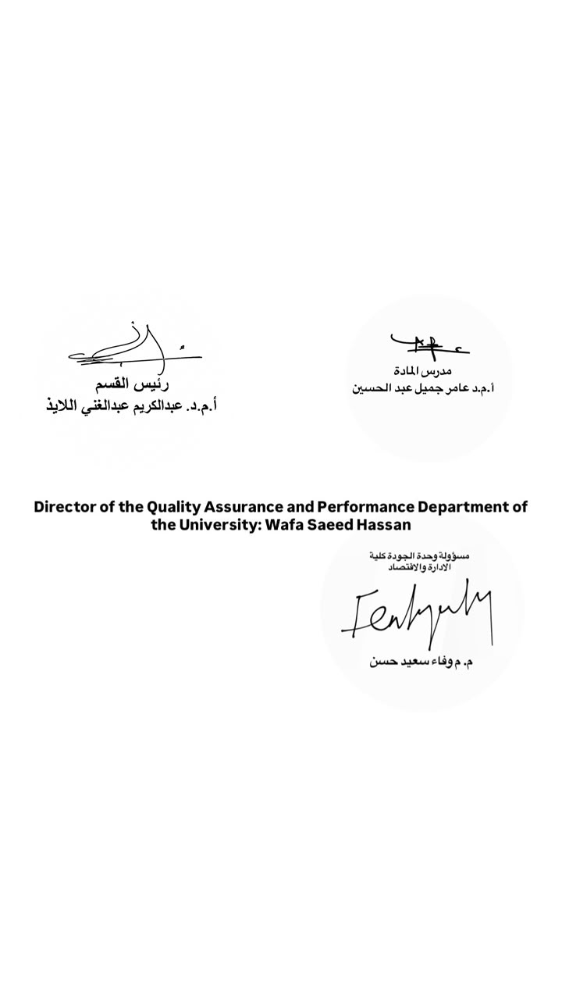 رئيس القسم
أ.م.د. عبدالكريم عبدالغني اللايذ
مدرس المادة
أ.م.د عامر جميل عبد الحسين
Director of the Quality Assurance and Performance Department of
the University: Wafa Saeed Hassan
مسؤولة وحدة الجودة كلية
الادارة والاقتصاد
م. م وفاء سعيد حسن